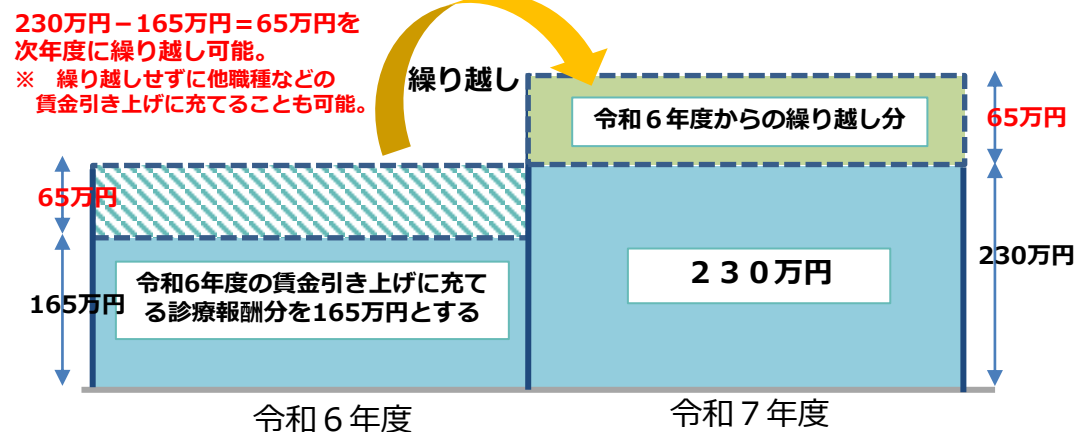 230万円－165万円＝65万円を
次年度に繰り越し可能。
※　繰り越しせずに他職種などの
賃金引き上げに充てることも可能。
繰り越し
令和６年度からの繰り越し分
65万円
65万円
230万円
２３０万円
165万円
令和6年度の賃金引き上げに充て
る診療報酬分を165万円とする
令和６年度
令和７年度